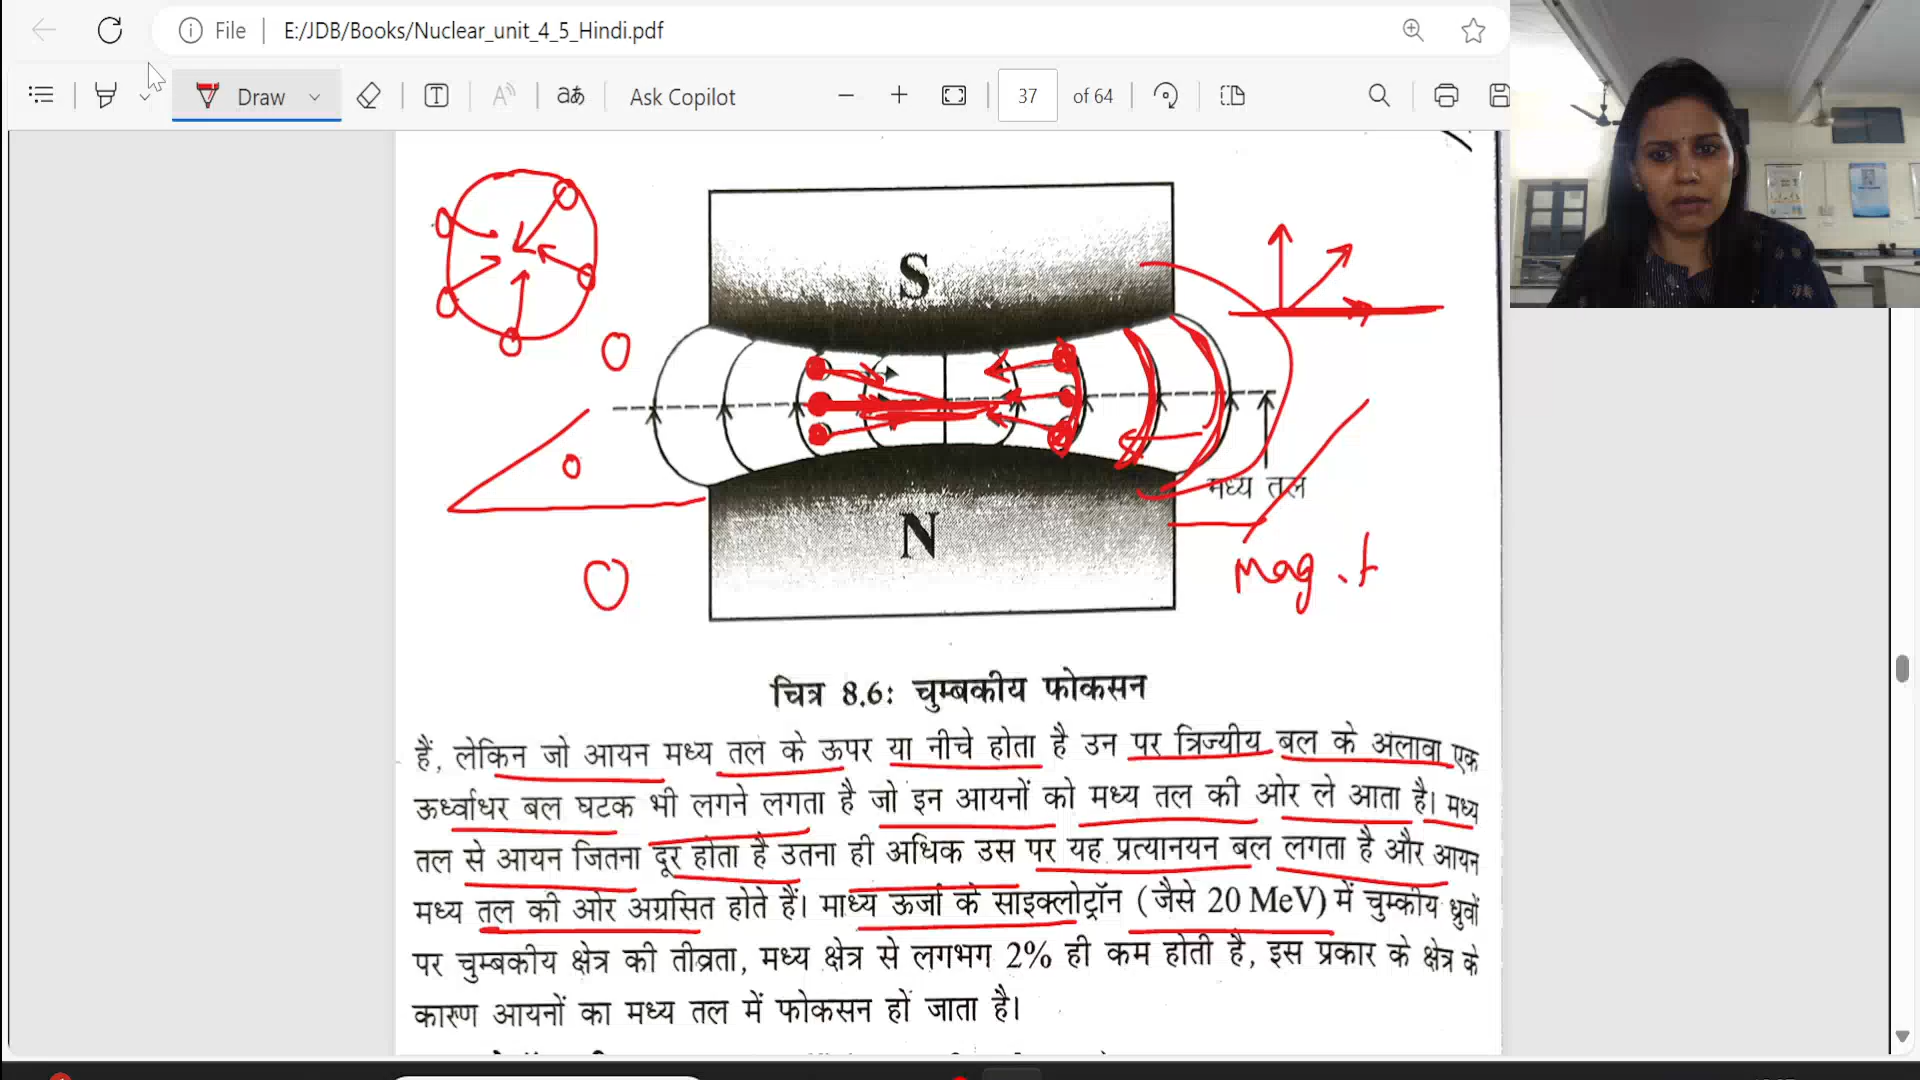 File E:/JDB/Books/Nuclear_unit_4_5_Hindi.pdf
Draw T aあ Ask Copilot 37 of 64
S
N
मध्य तल
Mag. f
चित्र 8.6: चुम्बकीय फोकसन
हैं, लेकिन जो आयन मध्य तल के ऊपर या नीचे होता है उन पर त्रिज्यीय बल के अलावा एक
ऊर्ध्वाधर बल घटक भी लगने लगता है जो इन आयनों को मध्य तल की ओर ले आता है। मध्य
तल से आयन जितना दूर होता है उतना ही अधिक उस पर यह प्रत्यानयन बल लगता है और आयन
मध्य तल की ओर अग्रसित होते हैं। माध्य ऊर्जा के साइक्लोट्रॉन (जैसे 20 MeV) में चुम्कीय ध्रुवों
पर चुम्बकीय क्षेत्र की तीव्रता, मध्य क्षेत्र से लगभग 2% ही कम होती है, इस प्रकार के क्षेत्र के
कारण आयनों का मध्य तल में फोकसन हों जाता है।